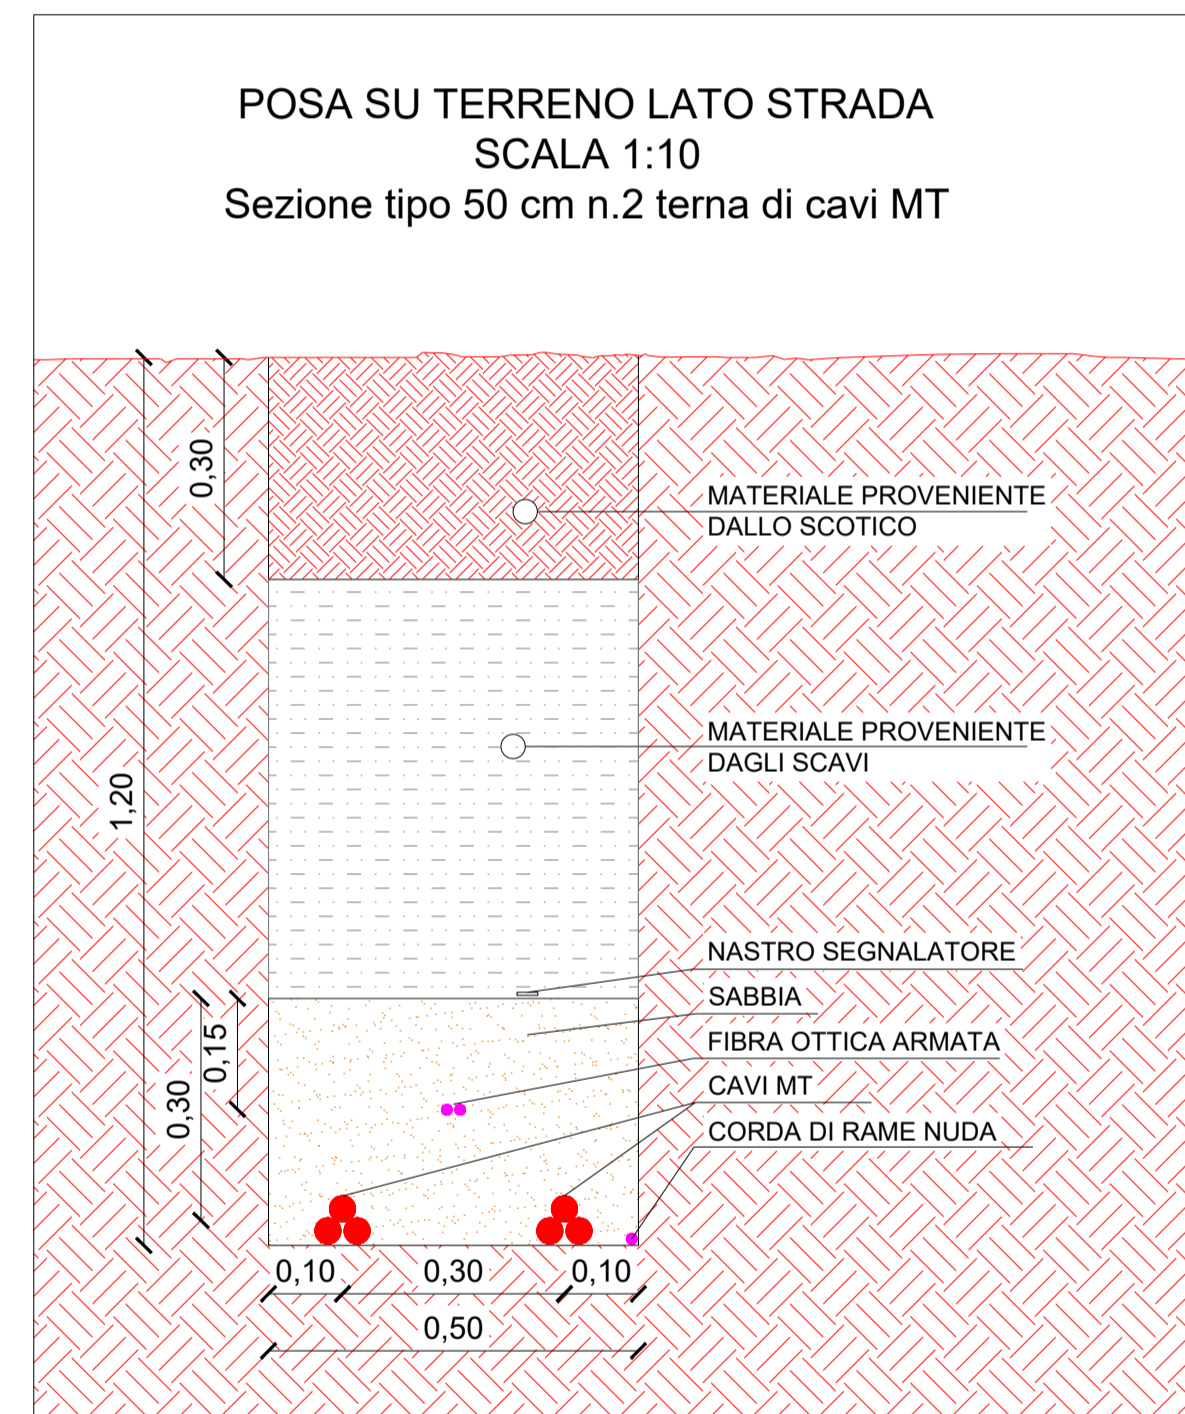 POSA SU TERRENO LATO STRADA
SCALA 1:10
Sezione tipo 50 cm n.2 terna di cavi MT
0,30
MATERIALE PROVENIENTE
DALLO SCOTICO
MATERIALE PROVENIENTE
DAGLI SCAVI
1,20
NASTRO SEGNALATORE
SABBIA
0,15
FIBRA OTTICA ARMATA
0,30
CAVI MT
CORDA DI RAME NUDA
0,10 0,30 0,10
0,50